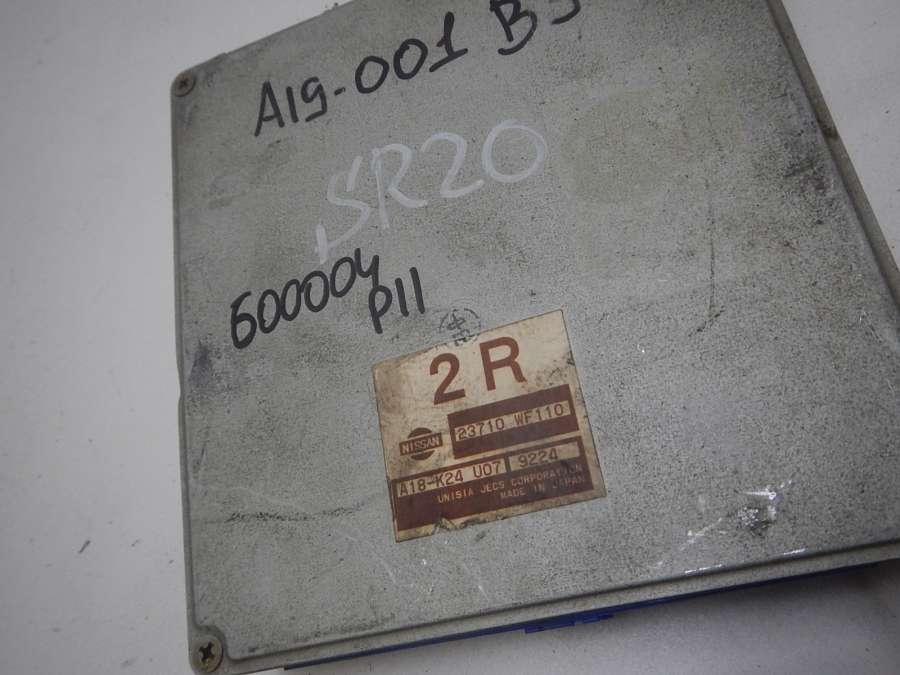 A19-001 B
SR20
600004
P11
2R
NISSAN
23710 WF110
A18-K24 U07 9224
UNISIA JECS CORPORATION
MADE IN JAPAN